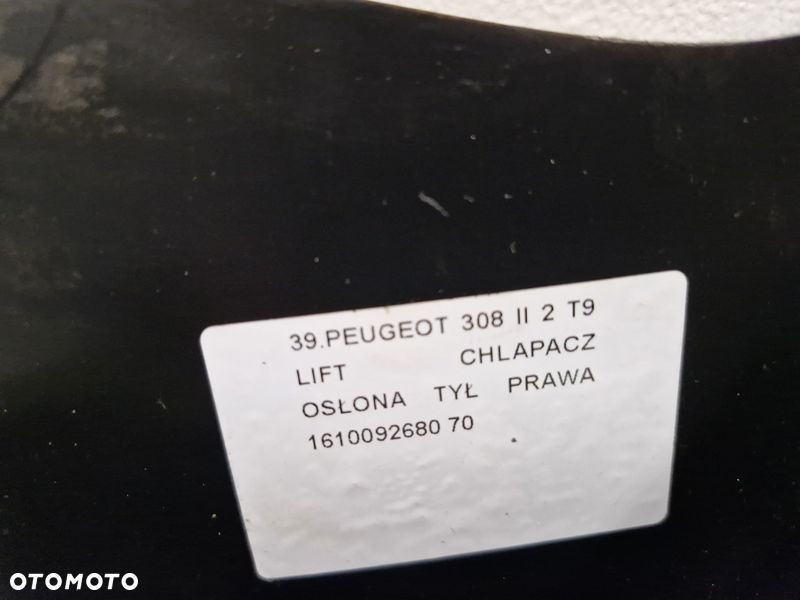 39.PEUGEOT 308 II 2 T9
LIFT CHLAPACZ
OSŁONA TYŁ PRAWA
1610092680 70
OTOMOTO